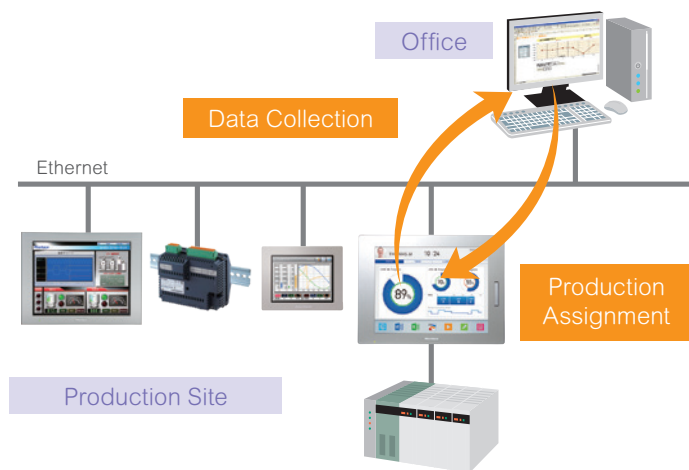 Office
Data Collection
Ethernet
89%
Production
Assignment
Production Site